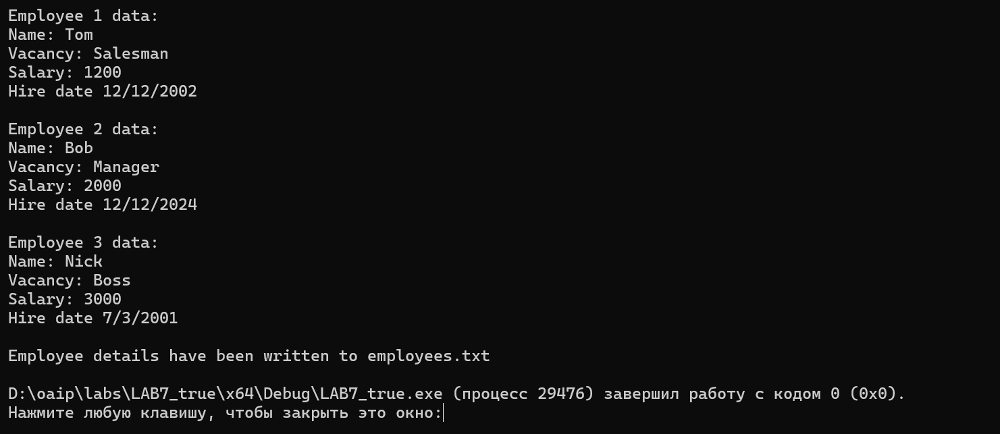 Employee 1 data:
Name: Tom
Vacancy: Salesman
Salary: 1200
Hire date 12/12/2002
Employee 2 data:
Name: Bob
Vacancy: Manager
Salary: 2000
Hire date 12/12/2024
Employee 3 data:
Name: Nick
Vacancy: Boss
Salary: 3000
Hire date 7/3/2001
Employee details have been written to employees.txt
D:\oaip\labs\LAB7_true\x64\Debug\LAB7_true.exe (процесс 29476) завершил работу с кодом 0 (0x0).
Нажмите любую клавишу, чтобы закрыть это окно: